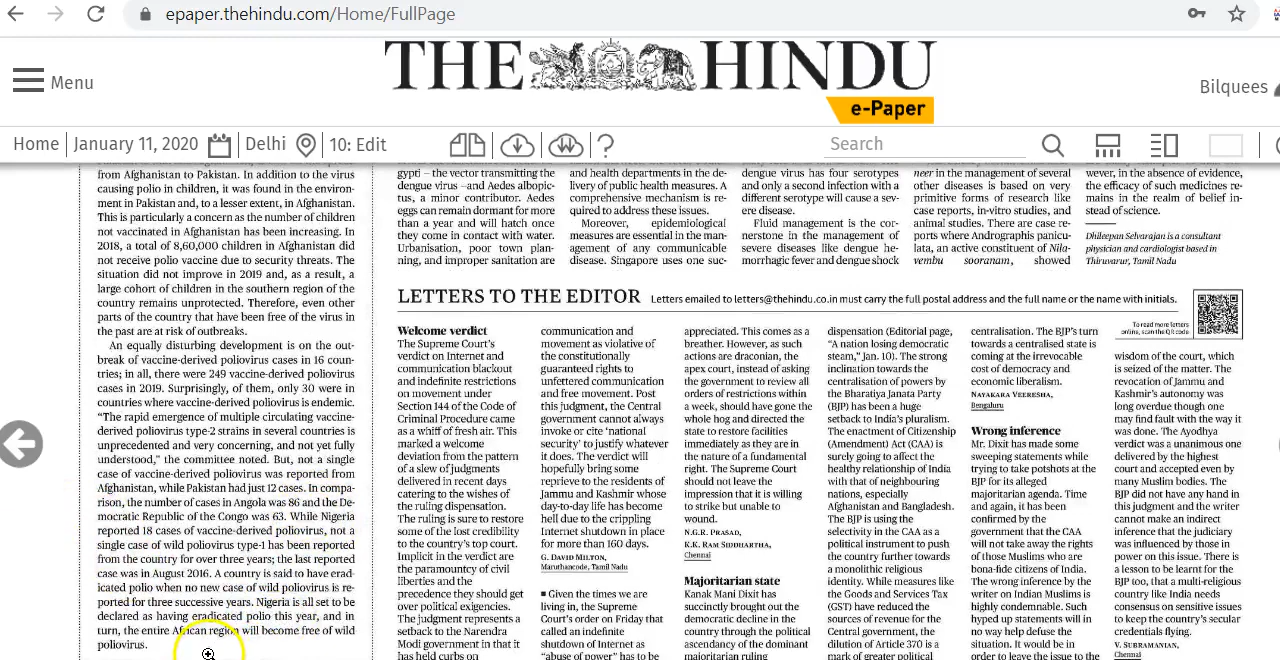 epaper.thehindu.com/Home/FullPage
THE HINDU
e-Paper
Menu
Bilquees
Home January 11, 2020 Delhi 10: Edit
?
Search
from Afghanistan to Pakistan. In addition to the virus
causing polio in children, it was found in the environ-
ment in Pakistan and, to a lesser extent, in Afghanistan.
This is particularly a concern as the number of children
not vaccinated in Afghanistan has been increasing. In
2018, a total of 8,60,000 children in Afghanistan did
not receive polio vaccine due to security threats. The
situation did not improve in 2019 and, as a result, a
large cohort of children in the southern region of the
country remains unprotected. Therefore, even other
parts of the country that have been free of the virus in
the past are at risk of outbreaks.
An equally disturbing development is on the out-
break of vaccine-derived poliovirus cases in 16 coun-
tries; in all, there were 249 vaccine-derived poliovirus
cases in 2019. Surprisingly, of them, only 30 were in
countries where vaccine-derived poliovirus is endemic.
“The rapid emergence of multiple circulating vaccine-
derived polivirus type-2 strains in several countries is
unprecedented and very concerning, and not yet fully
understood,” the committee noted. But, not a single
case of vaccine-derived poliovirus was reported from
Afghanistan, while Pakistan had just 12 cases. In compa-
rison, the number of cases in Angola was 86 and the De-
mocratic Republic of the Congo was 63. While Nigeria
reported 18 cases of vaccine-derived poliovirus, not a
single case of wild poliovirus type-1 has been reported
from the country for over three years; the last reported
case was in August 2016. A country is said to have erad-
icated polio when no new case of wild poliovirus is re-
ported for three successive years. Nigeria is all set to be
declared as having eradicated polio this year, and in
turn, the entire African region will become free of wild
poliovirus.
gypti – the vector transmitting the
dengue virus –and Aedes albopic-
tus, a minor contributor. Aedes
eggs can remain dormant for more
than a year and will hatch once
they come in contact with water.
Urbanisation, poor town plan-
ning, and improper sanitation are
and health departments in the de-
livery of public health measures. A
comprehensive mechanism is re-
quired to address these issues.
Moreover, epidemiological
measures are essential in the man-
agement of any communicable
disease. Singapore uses one suc-
dengue virus has four serotypes
and only a second infection with a
different serotype will cause a sev-
ere disease.
Fluid management is the cor-
nerstone in the management of
severe diseases like dengue he-
morrhagic fever and dengue shock
neer in the management of several
other diseases is based on very
primitive forms of research like
case reports, in-vitro studies, and
animal studies. There are case re-
ports where Andrographis panicu-
lata, an active constituent of Nila-
vembu sooranam, showed
wever, in the absence of evidence,
the efficacy of such medicines re-
mains in the realm of belief in-
stead of science.
Dhileepan Selvarajan is a consultant
physician and cardiologist based in
Thiruvarur, Tamil Nadu
LETTERS TO THE EDITOR Letters emailed to letters@thehindu.co.in must carry the full postal address and the full name or the name with initials.
To read more letters
online, scan the QR code
Welcome verdict
The Supreme Court’s
verdict on Internet and
communication blackout
and indefinite restrictions
on movement under
Section 144 of the Code of
Criminal Procedure came
as a whiff of fresh air. This
marked a welcome
deviation from the pattern
of a slew of judgments
delivered in recent days
catering to the wishes of
the ruling dispensation.
The ruling is sure to restore
some of the lost credibility
to the country’s top court.
Implicit in the verdict are
the paramountcy of civil
liberties and the
precedence they should get
over political exigencies.
The judgment represents a
setback to the Narendra
Modi government in that it
has held curbs on
communication and
movement as violative of
the constitutionally
guaranteed rights to
unfettered communication
and free movement. Post
this judgment, the Central
government cannot always
invoke or cite ‘national
security’ to justify whatever
it does. The verdict will
hopefully bring some
reprieve to the residents of
Jammu and Kashmir whose
day-to-day life has become
hell due to the crippling
Internet shutdown in place
for more than 160 days.
G. DAVID MILTON,
Maruthancode, Tamil Nadu
■ Given the times we are
living in, the Supreme
Court’s order on Friday that
called an indefinite
shutdown of Internet as
“abuse of power” has to be
appreciated. This comes as a
breather. However, as such
actions are draconian, the
apex court, instead of asking
the government to review all
orders of restrictions within
a week, should have gone the
whole hog and directed the
state to restore facilities
immediately as they are in
the nature of a fundamental
right. The Supreme Court
should not leave the
impression that it is willing
to strike but unable to
wound.
N.G.R. PRASAD,
K.K. RAM SIDDHARTHA,
Chennai
Majoritarian state
Kanak Mani Dixit has
succinctly brought out the
democratic decline in the
country through the political
ascendancy of the dominant
majoritarian ruling
dispensation (Editorial page,
“A nation losing democratic
steam,” Jan. 10). The strong
inclination towards the
centralisation of powers by
the Bharatiya Janata Party
(BJP) has been a huge
setback to India’s pluralism.
The enactment of Citizenship
(Amendment) Act (CAA) is
surely going to affect the
healthy relationship of India
with that of neighbouring
nations, especially
Afghanistan and Bangladesh.
The BJP is using the
selectivity in the CAA as a
political instrument to push
the country further towards
a monolithic religious
identity. While measures like
the Goods and Services Tax
(GST) have reduced the
sources of revenue for the
Central government, the
dilution of Article 370 is a
mark of greater political
centralisation. The BJP’s turn
towards a centralised state is
coming at the irrevocable
cost of democracy and
economic liberalism.
NAYAKARA VEERESHA,
Bengaluru
Wrong inference
Mr. Dixit has made some
sweeping statements while
trying to take potshots at the
BJP for its alleged
majoritarian agenda. Time
and again, it has been
confirmed by the
government that the CAA
will not take away the rights
of those Muslims who are
bona-fide citizens of India.
The wrong inference by the
writer on Indian Muslims is
highly condemnable. Such
hyped up statements will in
no way help defuse the
situation. It would be in
order to leave the issue to the
wisdom of the court, which
is seized of the matter. The
revocation of Jammu and
Kashmir’s autonomy was
long overdue though one
may find fault with the way it
was done. The Ayodhya
verdict was a unanimous one
delivered by the highest
court and accepted even by
many Muslim bodies. The
BJP did not have any hand in
this judgment and the writer
cannot make an indirect
inference that the judiciary
was influenced by those in
power on this issue. There is
a lesson to be learnt for the
BJP too, that a multi-religious
country like India needs
consensus on sensitive issues
to keep the country’s secular
credentials flying.
V. SUBRAMANIAN,
Chennai